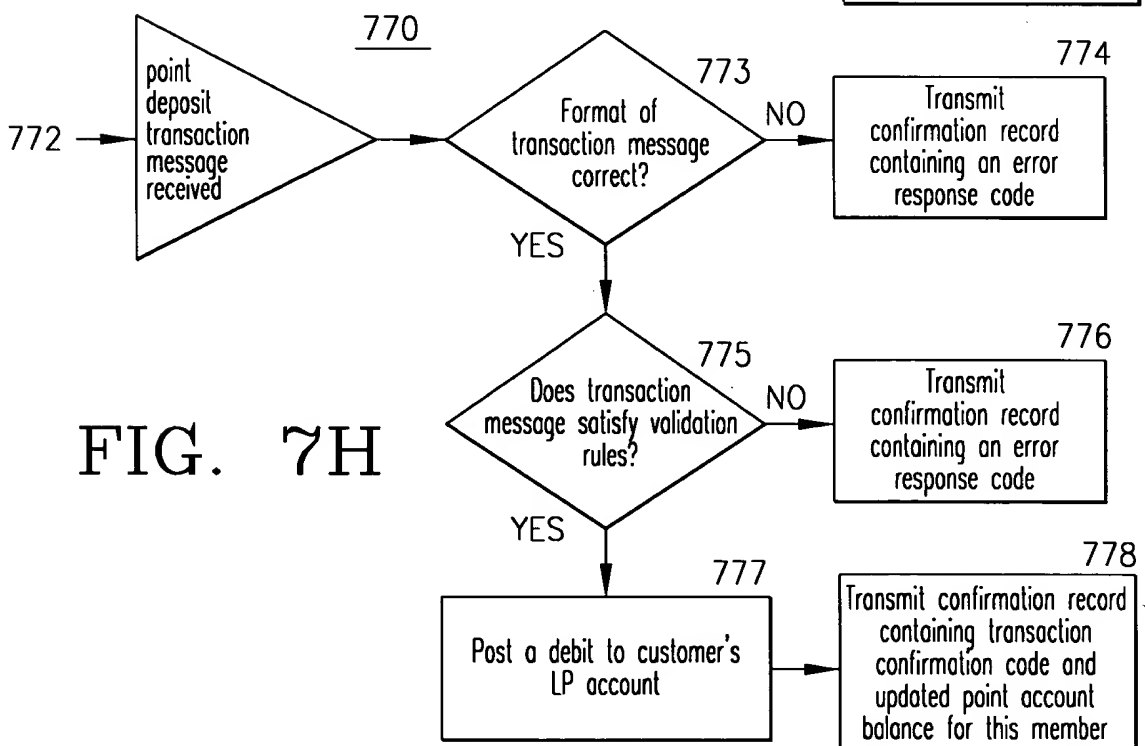 770
772
point
deposit
transaction
message
received
773
Format of
transaction message
correct?
NO
774
Transmit
confirmation record
containing an error
response code
YES
775
Does transaction
message satisfy validation
rules?
NO
776
Transmit
confirmation record
containing an error
response code
FIG. 7H
YES
777
Post a debit to customer's
LP account
778
Transmit confirmation record
containing transaction
confirmation code and
updated point account
balance for this member